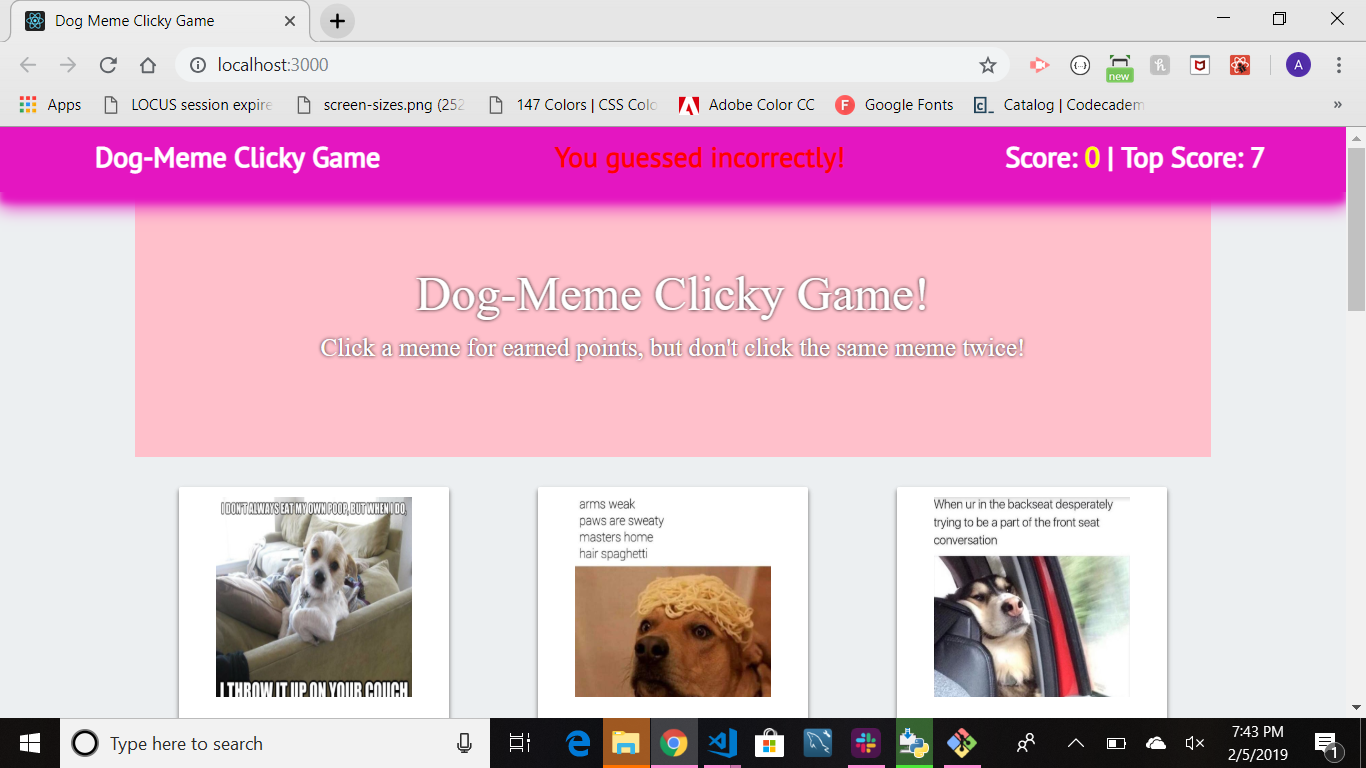 Dog Meme Clicky Game
localhost:3000
new
A
Apps
LOCUS session expire
screen-sizes.png (252
147 Colors | CSS Colo
Adobe Color CC
F
Google Fonts
Catalog | Codecadem
»
Dog-Meme Clicky Game
You guessed incorrectly!
Score: 0 | Top Score: 7
Dog-Meme Clicky Game!
Click a meme for earned points, but don't click the same meme twice!
I DON'T ALWAYS EAT MY OWN POOP, BUT WHEN I DO,
I THROW IT UP ON YOUR COUCH
arms weak
paws are sweaty
masters home
hair spaghetti
When ur in the backseat desperately
trying to be a part of the front seat
conversation
Type here to search
7:43 PM
2/5/2019
1